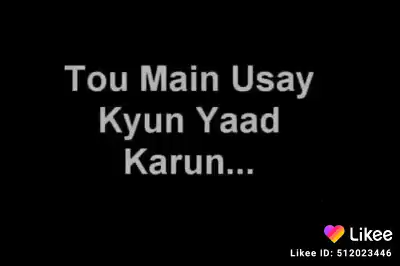 Tou Main Usay
Kyun Yaad
Karun...
Likee
Likee ID: 512023446